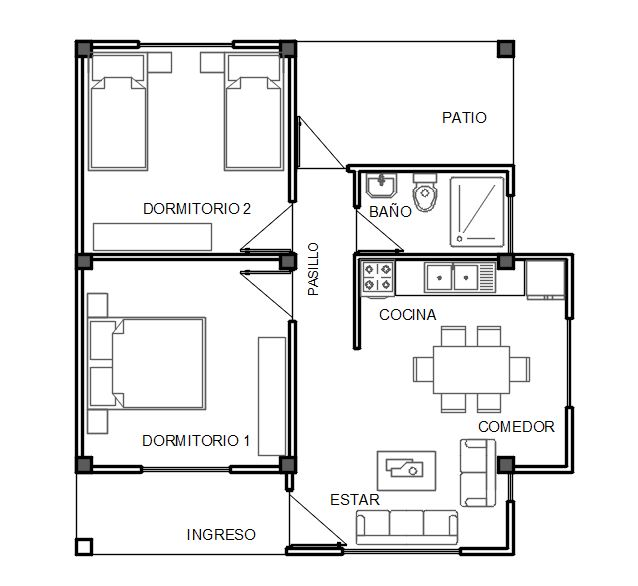 PATIO
DORMITORIO 2
BAÑO
PASILLO
COCINA
COMEDOR
DORMITORIO 1
ESTAR
INGRESO